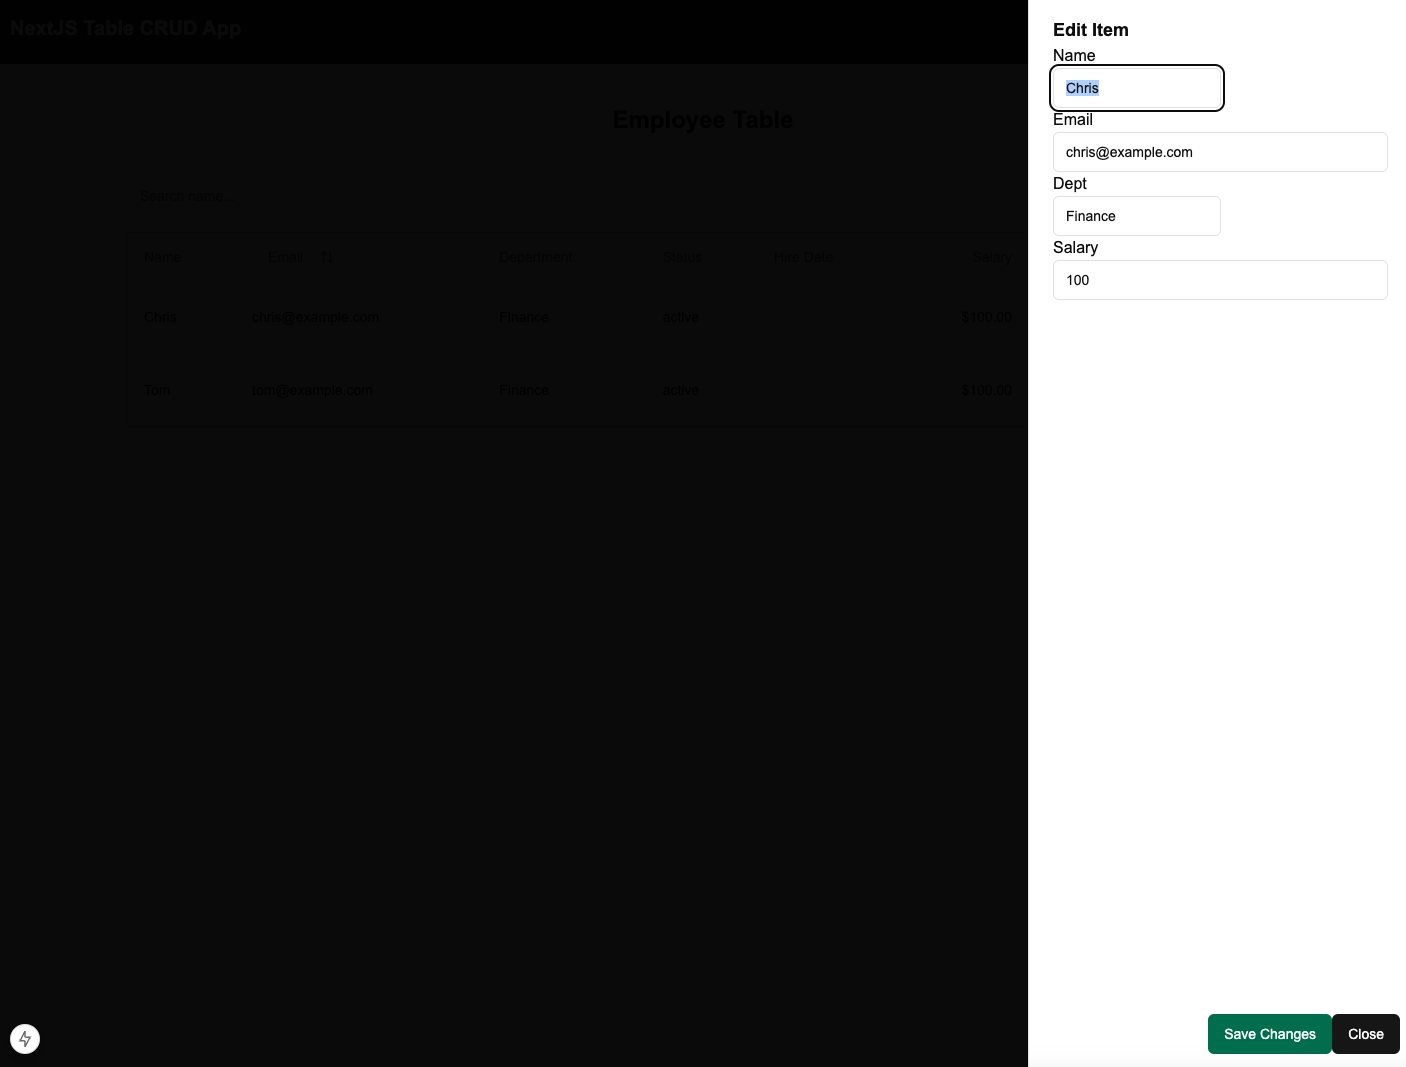 NextJS Table CRUD App
Employee Table
Search name...
Name Email Department Status Hire Date Salary
Chris chris@example.com Finance active $100.00
Tom tom@example.com Finance active $100.00
Edit Item
Name
Chris
Email
chris@example.com
Dept
Finance
Salary
100
Save Changes Close